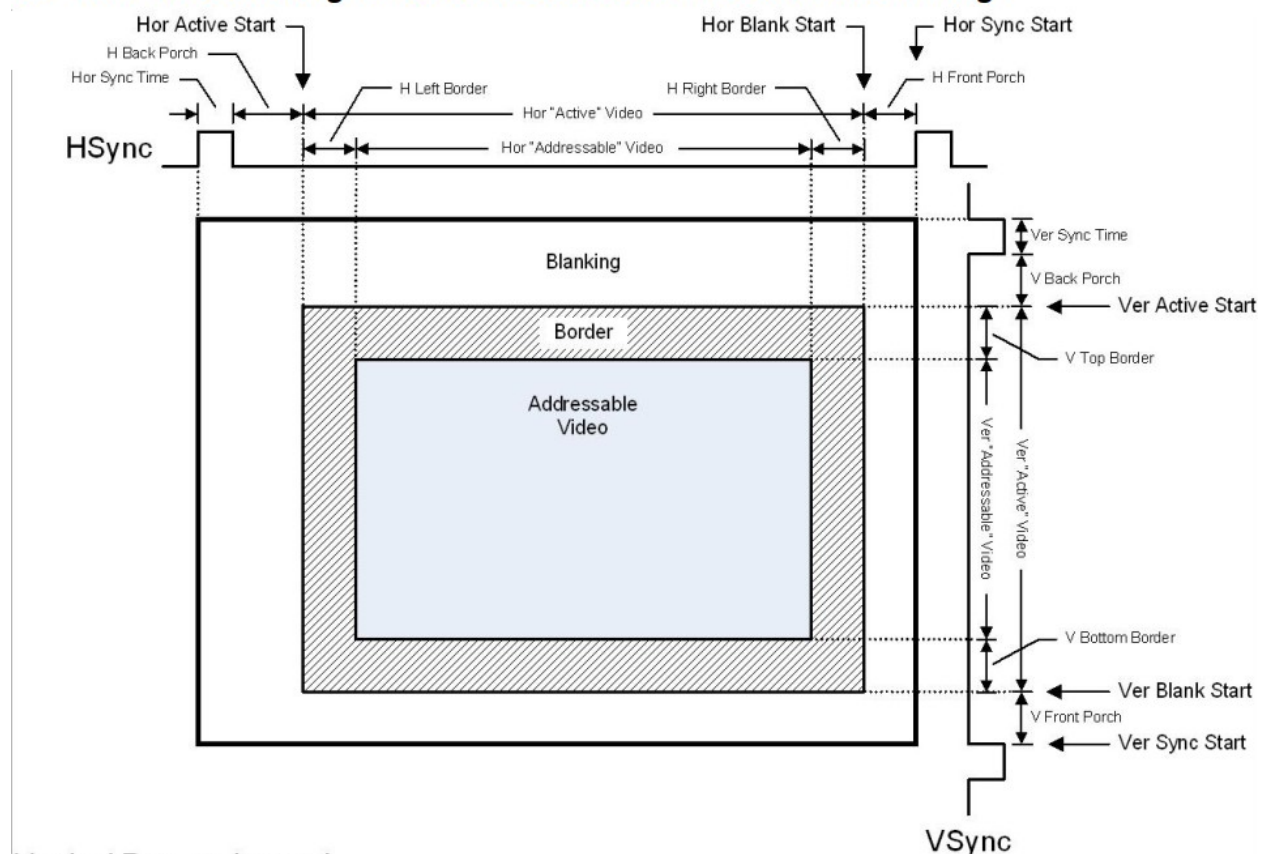 Hor Active Start
Hor Blank Start
Hor Sync Start
H Back Porch
Hor Sync Time
H Left Border
H Right Border
H Front Porch
Hor "Active" Video
HSync
Hor "Addressable" Video
Ver Sync Time
Blanking
V Back Porch
Ver Active Start
Border
V Top Border
Addressable
Video
Ver "Addressable" Video
Ver "Active" Video
V Bottom Border
Ver Blank Start
V Front Porch
Ver Sync Start
VSync